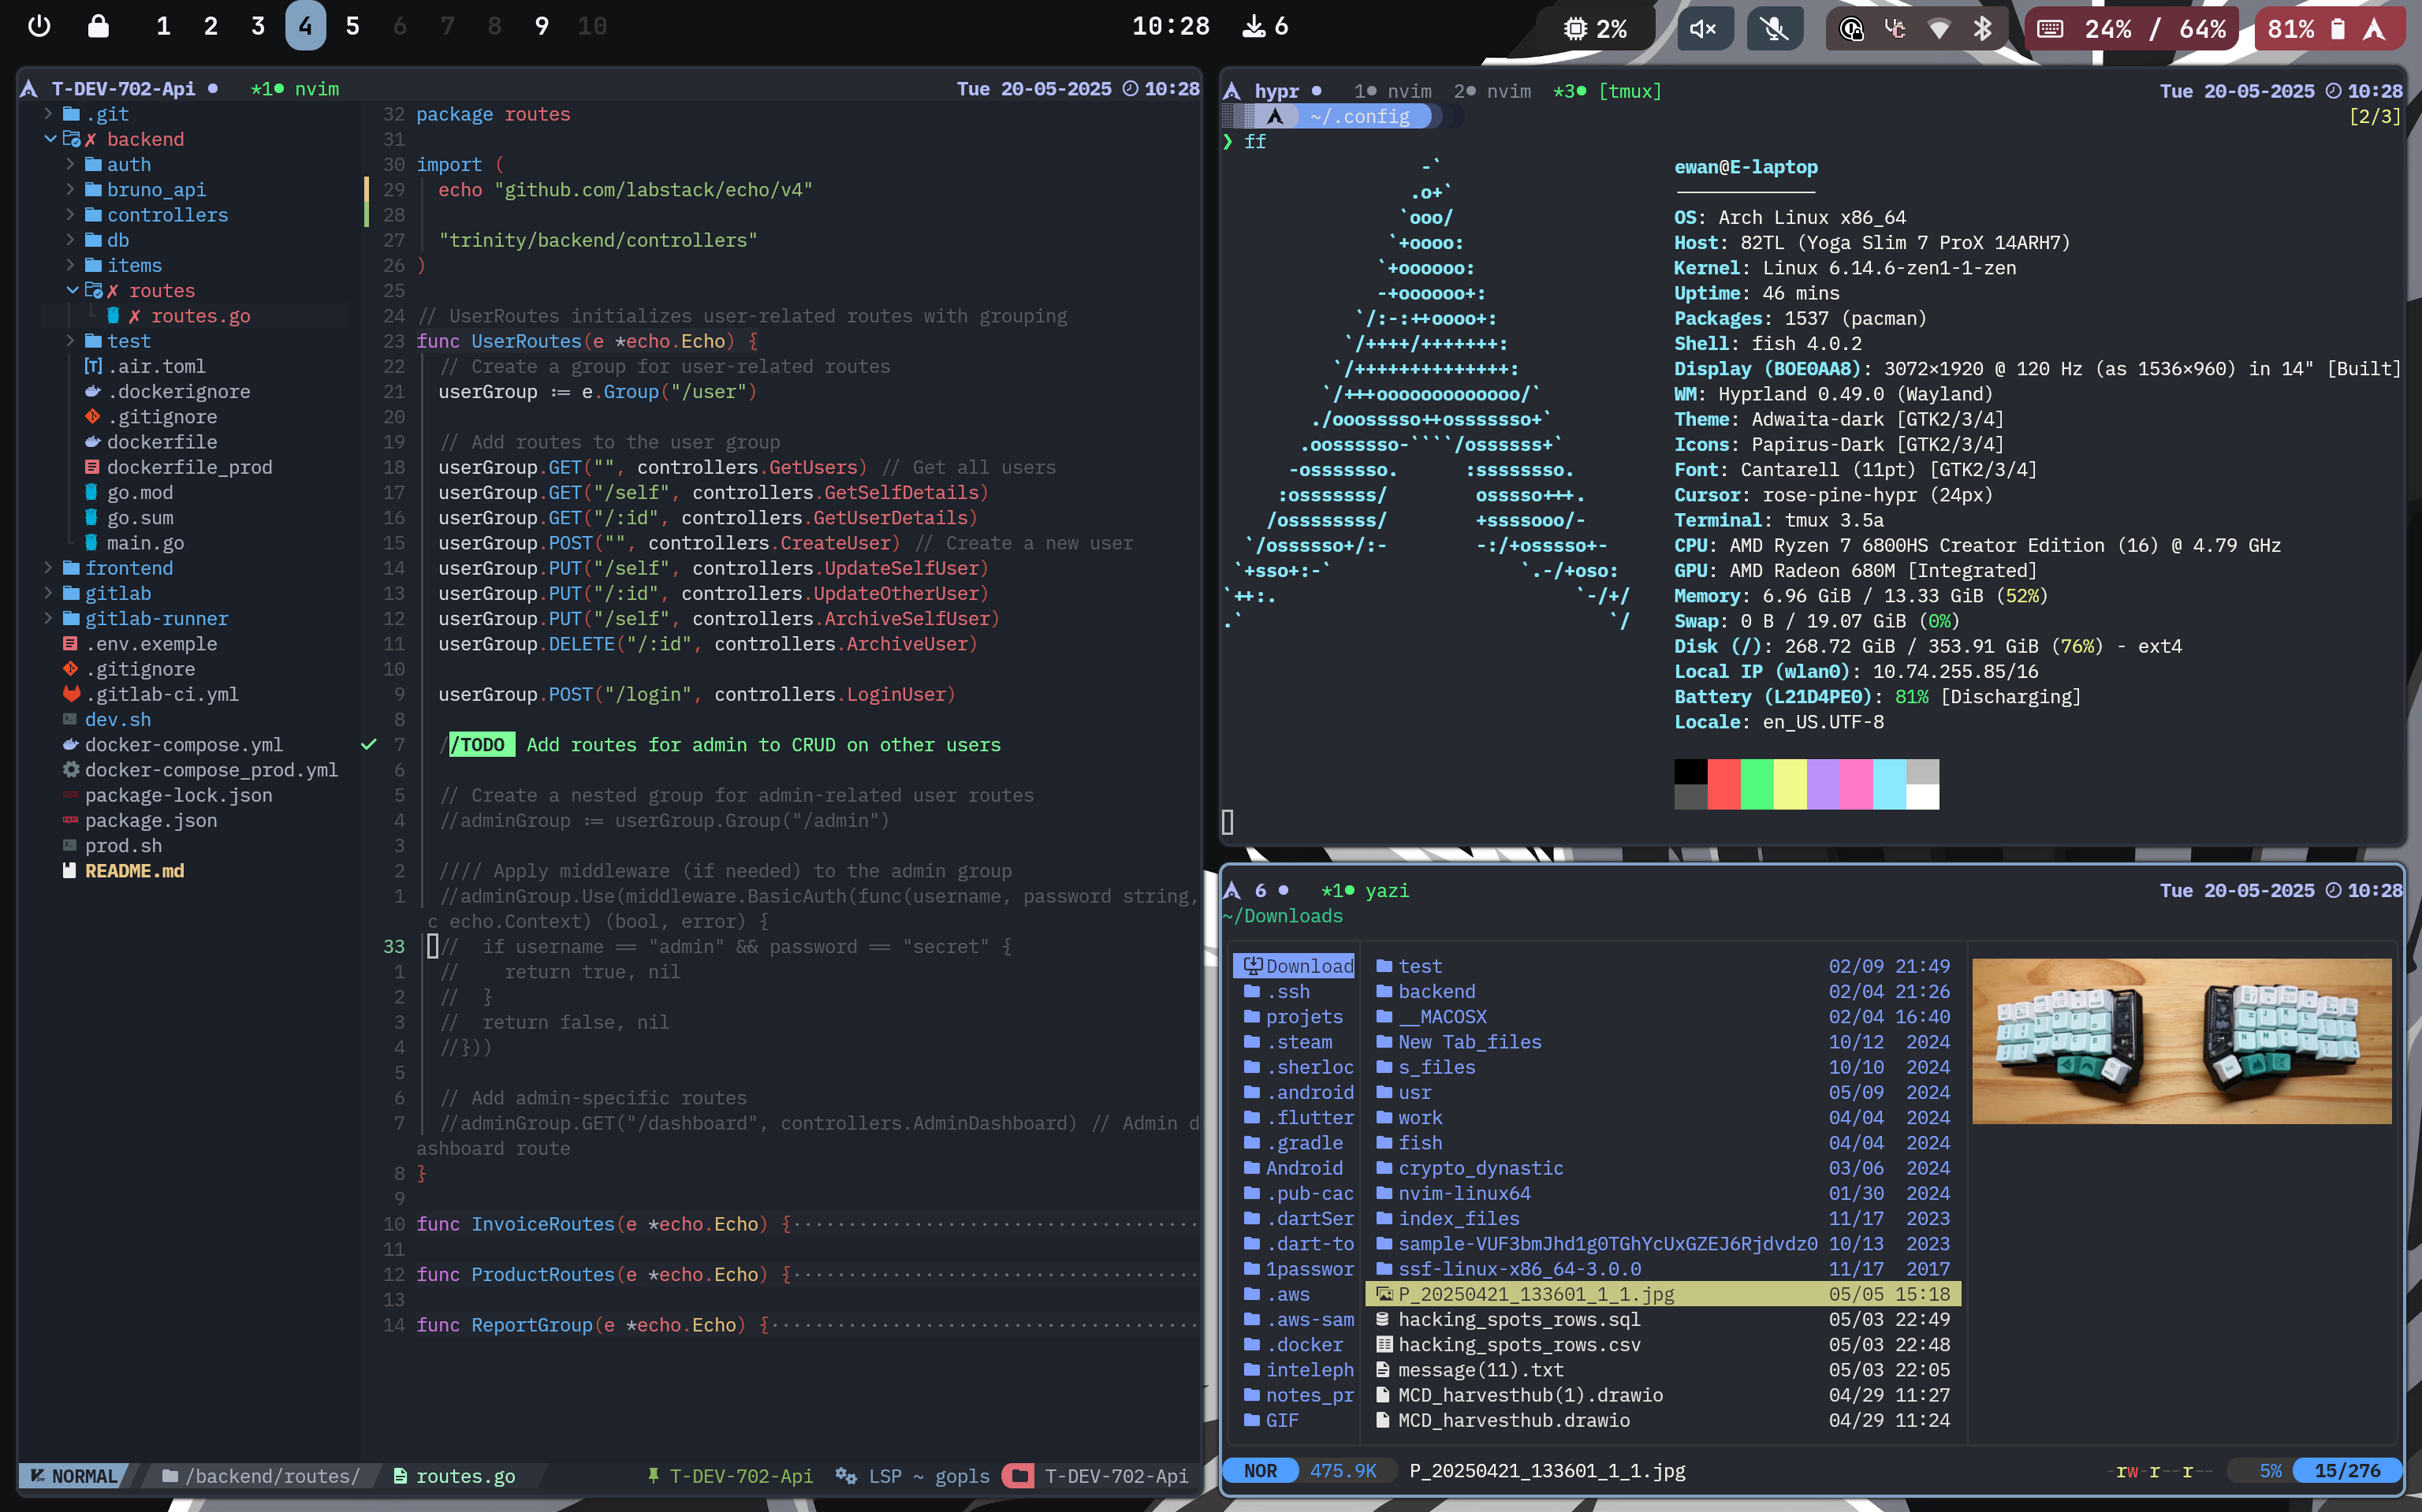 1 2 3 4 5 6 7 8 9 10
10:28 6
2% 24% / 64% 81%
T-DEV-702-Api ● *1● nvim Tue 20-05-2025 10:28
.git
backend
auth
bruno_api
controllers
db
items
routes
routes.go
test
.air.toml
.dockerignore
.gitignore
dockerfile
dockerfile_prod
go.mod
go.sum
main.go
frontend
gitlab
gitlab-runner
.env.exemple
.gitignore
.gitlab-ci.yml
dev.sh
docker-compose.yml
docker-compose_prod.yml
package-lock.json
package.json
prod.sh
README.md
32 package routes
31
30 import (
29 echo "github.com/labstack/echo/v4"
28
27 "trinity/backend/controllers"
26 )
25
24 // UserRoutes initializes user-related routes with grouping
23 func UserRoutes(e *echo.Echo) {
22 // Create a group for user-related routes
21 userGroup := e.Group("/user")
20
19 // Add routes to the user group
18 userGroup.GET("", controllers.GetUsers) // Get all users
17 userGroup.GET("/self", controllers.GetSelfDetails)
16 userGroup.GET("/:id", controllers.GetUserDetails)
15 userGroup.POST("", controllers.CreateUser) // Create a new user
14 userGroup.PUT("/self", controllers.UpdateSelfUser)
13 userGroup.PUT("/:id", controllers.UpdateOtherUser)
12 userGroup.PUT("/self", controllers.ArchiveSelfUser)
11 userGroup.DELETE("/:id", controllers.ArchiveUser)
10
9 userGroup.POST("/login", controllers.LoginUser)
8
7 //TODO Add routes for admin to CRUD on other users
6
5 // Create a nested group for admin-related user routes
4 //adminGroup := userGroup.Group("/admin")
3
2 //// Apply middleware (if needed) to the admin group
1 //adminGroup.Use(middleware.BasicAuth(func(username, password string,
c echo.Context) (bool, error) {
33 // if username == "admin" && password == "secret" {
1 // return true, nil
2 // }
3 // return false, nil
4 //}))
5
6 // Add admin-specific routes
7 //adminGroup.GET("/dashboard", controllers.AdminDashboard) // Admin d
ashboard route
8 }
9
10 func InvoiceRoutes(e *echo.Echo) {
11
12 func ProductRoutes(e *echo.Echo) {
13
14 func ReportGroup(e *echo.Echo) {
NORMAL /backend/routes/ routes.go T-DEV-702-Api LSP ~ gopls T-DEV-702-Api
hypr ● 1● nvim 2● nvim *3● [tmux] Tue 20-05-2025 10:28
~/.config [2/3]
❯ ff
-`
.o+`
`ooo/
`+oooo:
`+oooooo:
-+oooooo+:
`/:-:++oooo+:
`/++++/+++++++:
`/++++++++++++++:
`/+++ooooooooooooo/`
./ooosssso++osssssso+`
.oossssso-````/ossssss+`
-osssssso. :ssssssso.
:osssssss/ osssso+++.
/ossssssss/ +ssssooo/-
`/ossssso+/:- -:/+osssso+-
`+sso+:-` `.-/+oso:
`++:. `-/+/
.` `/
ewan@E-laptop
OS: Arch Linux x86_64
Host: 82TL (Yoga Slim 7 ProX 14ARH7)
Kernel: Linux 6.14.6-zen1-1-zen
Uptime: 46 mins
Packages: 1537 (pacman)
Shell: fish 4.0.2
Display (BOE0AA8): 3072×1920 @ 120 Hz (as 1536×960) in 14" [Built]
WM: Hyprland 0.49.0 (Wayland)
Theme: Adwaita-dark [GTK2/3/4]
Icons: Papirus-Dark [GTK2/3/4]
Font: Cantarell (11pt) [GTK2/3/4]
Cursor: rose-pine-hypr (24px)
Terminal: tmux 3.5a
CPU: AMD Ryzen 7 6800HS Creator Edition (16) @ 4.79 GHz
GPU: AMD Radeon 680M [Integrated]
Memory: 6.96 GiB / 13.33 GiB (52%)
Swap: 0 B / 19.07 GiB (0%)
Disk (/): 268.72 GiB / 353.91 GiB (76%) - ext4
Local IP (wlan0): 10.74.255.85/16
Battery (L21D4PE0): 81% [Discharging]
Locale: en_US.UTF-8
6 ● *1● yazi Tue 20-05-2025 10:28
~/Downloads
Download
.ssh
projets
.steam
.sherloc
.android
.flutter
.gradle
Android
.pub-cac
.dartSer
.dart-to
1passwor
.aws
.aws-sam
.docker
inteleph
notes_pr
GIF
test 02/09 21:49
backend 02/04 21:26
__MACOSX 02/04 16:40
New Tab_files 10/12 2024
s_files 10/10 2024
usr 05/09 2024
work 04/04 2024
fish 04/04 2024
crypto_dynastic 03/06 2024
nvim-linux64 01/30 2024
index_files 11/17 2023
sample-VUF3bmJhd1g0TGhYcUxGZEJ6Rjdvdz0 10/13 2023
ssf-linux-x86_64-3.0.0 11/17 2017
P_20250421_133601_1_1.jpg 05/05 15:18
hacking_spots_rows.sql 05/03 22:49
hacking_spots_rows.csv 05/03 22:48
message(11).txt 05/03 22:05
MCD_harvesthub(1).drawio 04/29 11:27
MCD_harvesthub.drawio 04/29 11:24
NOR 475.9K P_20250421_133601_1_1.jpg -rw-r--r-- 5% 15/276